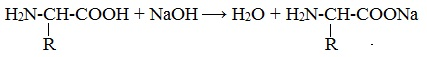 H2N-CH-COOH + NaOH ⟶ H2O + H2N-CH-COONa
R R .